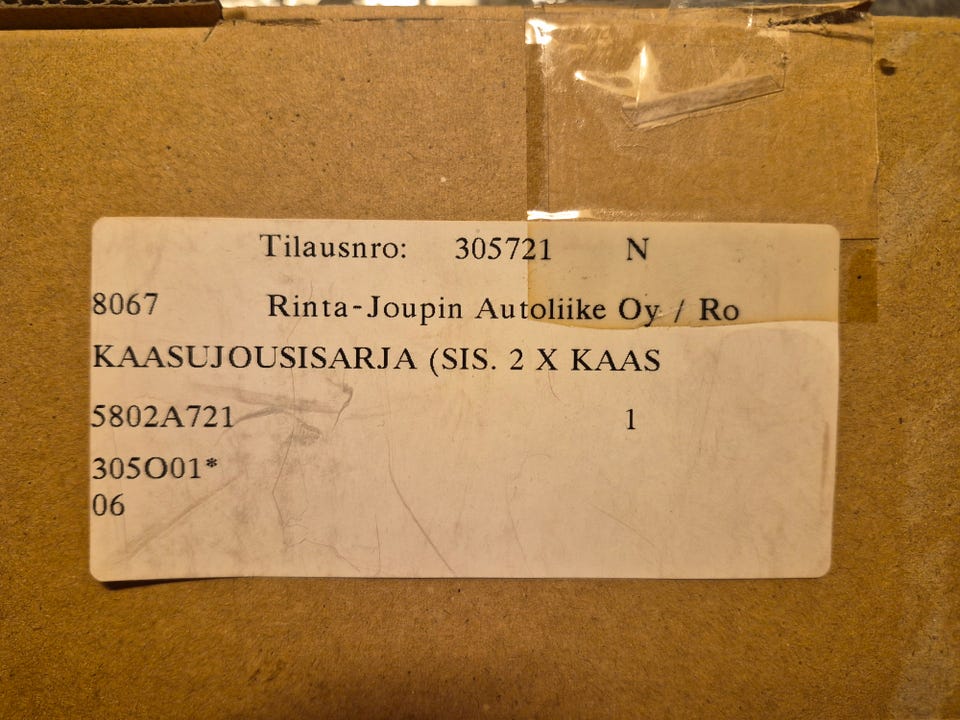 Tilausnro: 305721 N
8067 Rinta-Joupin Autoliike Oy / Ro
KAASUJOUSISARJA (SIS. 2 X KAAS
5802A721 1
305O01*
06